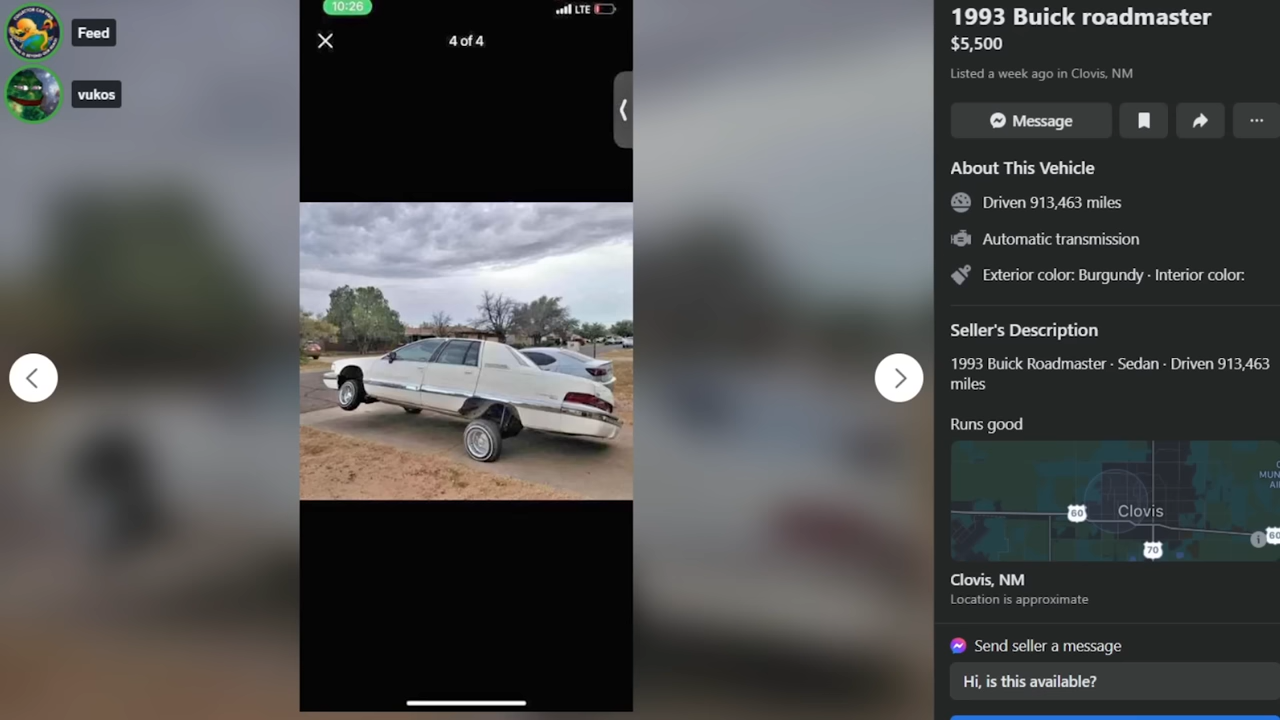 Feed
vukos
10:26
LTE
4 of 4
1993 Buick roadmaster
$5,500
Listed a week ago in Clovis, NM
Message
About This Vehicle
Driven 913,463 miles
Automatic transmission
Exterior color: Burgundy · Interior color:
Seller's Description
1993 Buick Roadmaster · Sedan · Driven 913,463
miles
Runs good
MUN
60
Clovis
60
70
Clovis, NM
Location is approximate
Send seller a message
Hi, is this available?